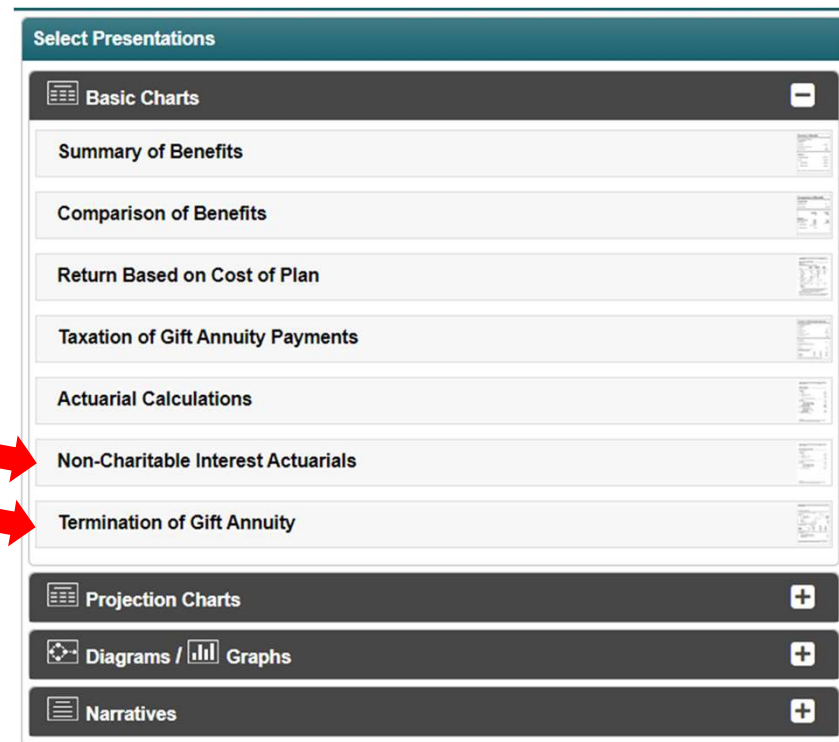 Select Presentations
Basic Charts
Summary of Benefits
Comparison of Benefits
Return Based on Cost of Plan
Taxation of Gift Annuity Payments
Actuarial Calculations
Non-Charitable Interest Actuarials
Termination of Gift Annuity
Projection Charts
Diagrams / Graphs
Narratives